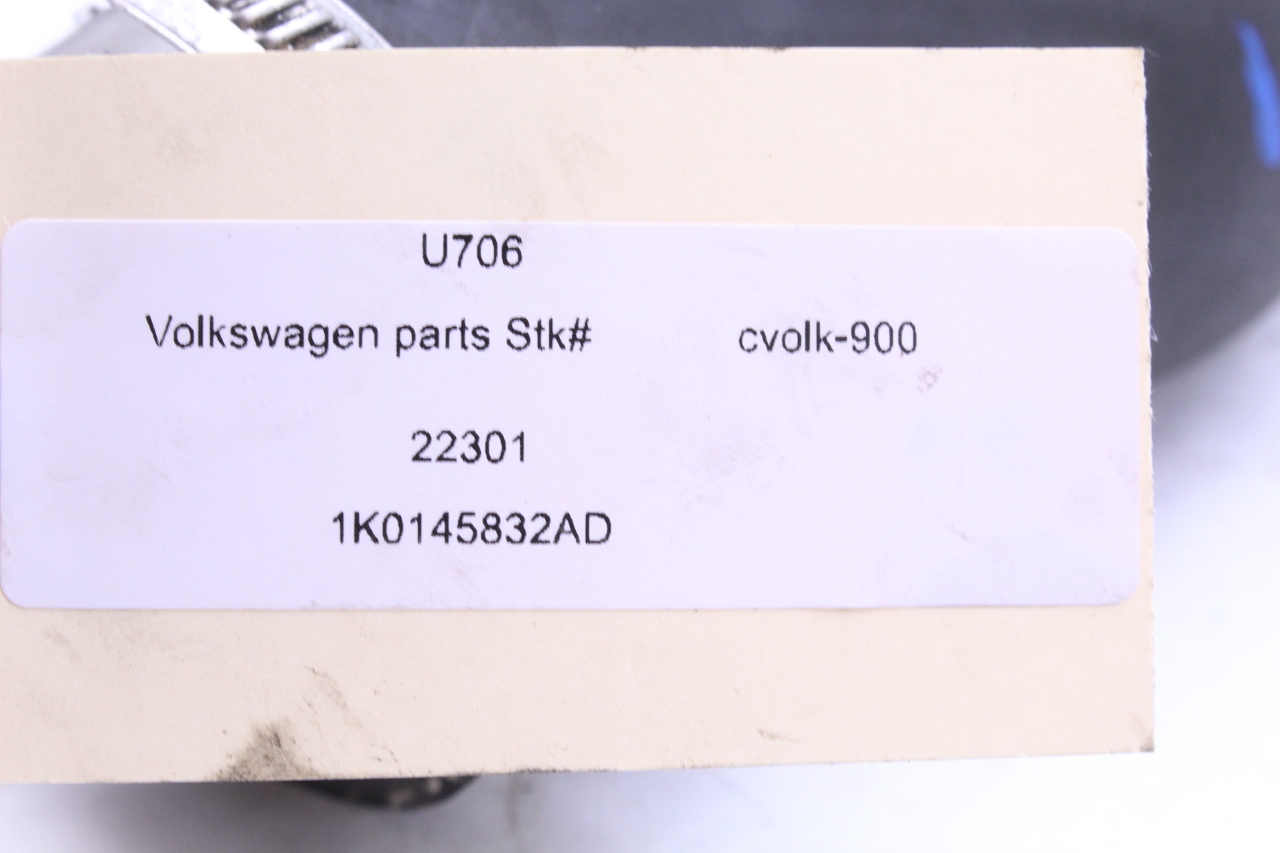 U706
Volkswagen parts Stk# cvolk-900
22301
1K0145832AD